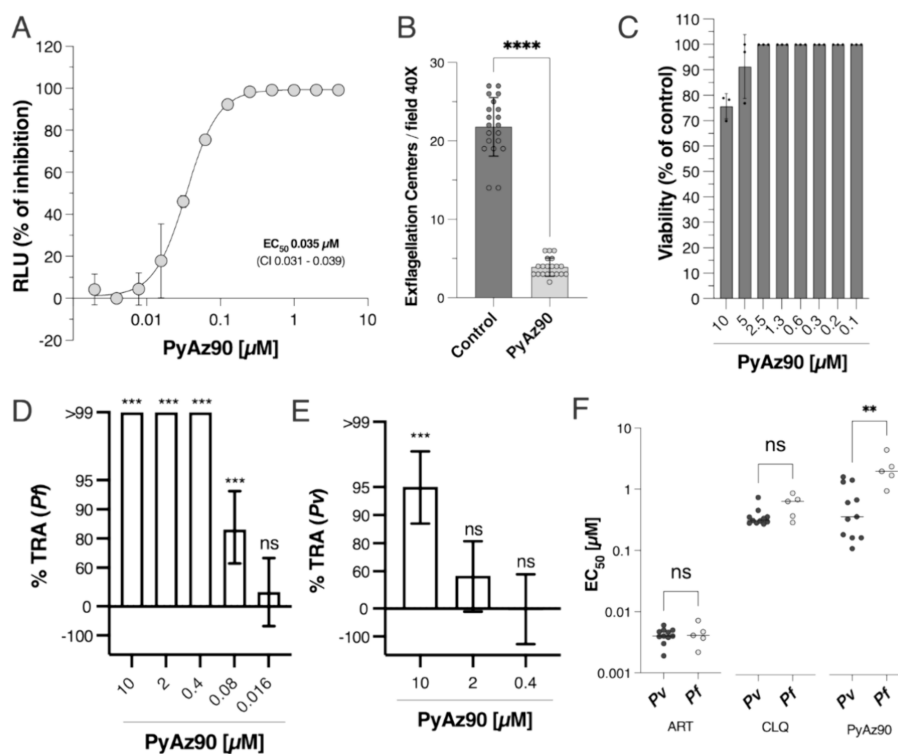 A
120
100
80
60
40
20
0
-20
RLU (% of inhibition)
EC50 0.035 µM
(CI 0.031 - 0.039)
0.01
0.1
1
10
PyAz90 [µM]
B
****
30
20
10
0
Exflagellation Centers / field 40X
Control
PyAz90
C
110
100
90
80
70
60
50
40
30
20
10
0
Viability (% of control)
10
5
2.5
1.3
0.6
0.3
0.2
0.1
PyAz90 [µM]
D
>99
95
90
80
60
0
-100
% TRA (Pf)
***
***
***
***
ns
10
2
0.4
0.08
0.016
PyAz90 [µM]
E
>99
95
90
80
60
0
-100
% TRA (Pv)
***
ns
ns
10
2
0.4
PyAz90 [µM]
F
10
1
0.1
0.01
0.001
EC50 [µM]
ns
ns
**
Pv
Pf
Pv
Pf
Pv
Pf
ART
CLQ
PyAz90